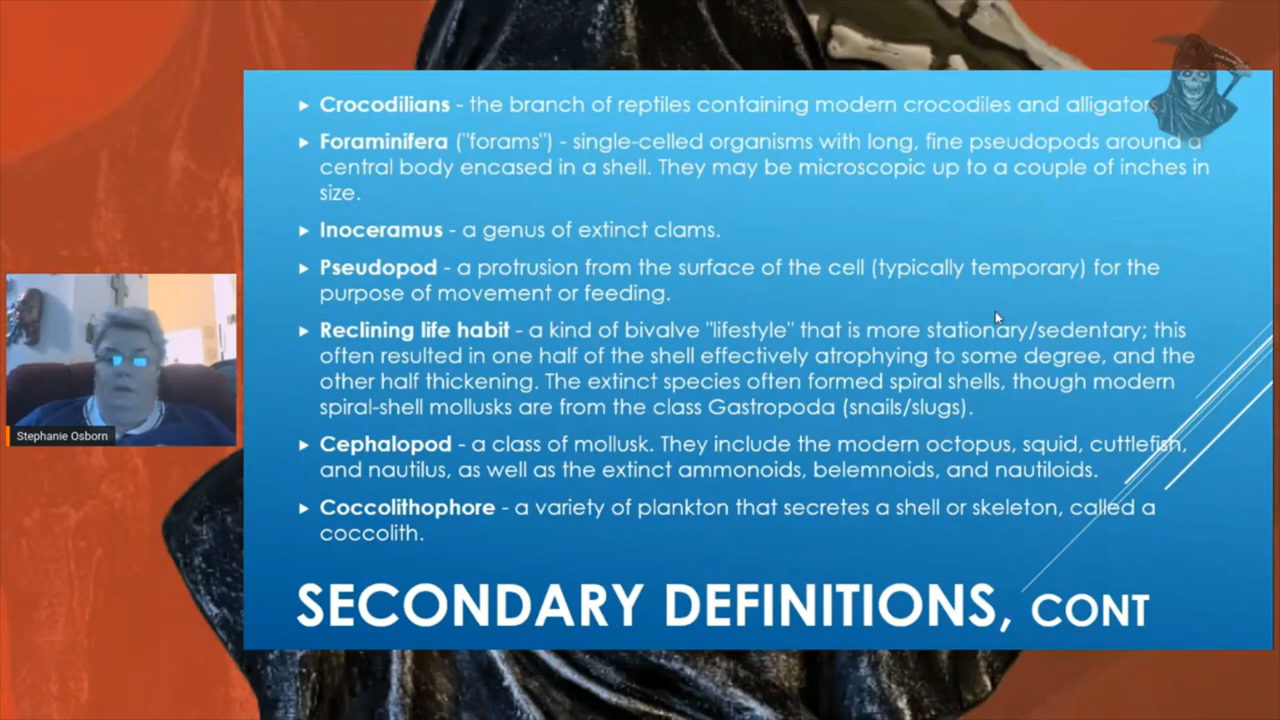 Crocodilians - the branch of reptiles containing modern crocodiles and alligators.
Foraminifera ("forams") - single-celled organisms with long, fine pseudopods around a
central body encased in a shell. They may be microscopic up to a couple of inches in
size.
Inoceramus - a genus of extinct clams.
Pseudopod - a protrusion from the surface of the cell (typically temporary) for the
purpose of movement or feeding.
Reclining life habit - a kind of bivalve "lifestyle" that is more stationary/sedentary; this
often resulted in one half of the shell effectively atrophying to some degree, and the
other half thickening. The extinct species often formed spiral shells, though modern
spiral-shell mollusks are from the class Gastropoda (snails/slugs).
Cephalopod - a class of mollusk. They include the modern octopus, squid, cuttlefish,
and nautilus, as well as the extinct ammonoids, belemnoids, and nautiloids.
Coccolithophore - a variety of plankton that secretes a shell or skeleton, called a
coccolith.
SECONDARY DEFINITIONS, CONT
Stephanie Osborn